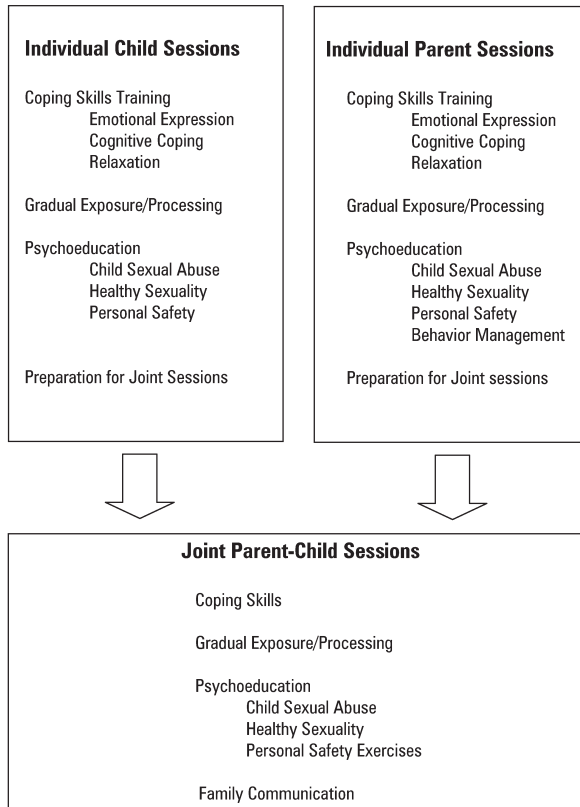 Individual Child Sessions
Coping Skills Training
Emotional Expression
Cognitive Coping
Relaxation
Gradual Exposure/Processing
Psychoeducation
Child Sexual Abuse
Healthy Sexuality
Personal Safety
Preparation for Joint Sessions
Individual Parent Sessions
Coping Skills Training
Emotional Expression
Cognitive Coping
Relaxation
Gradual Exposure/Processing
Psychoeducation
Child Sexual Abuse
Healthy Sexuality
Personal Safety
Behavior Management
Preparation for Joint sessions
Joint Parent-Child Sessions
Coping Skills
Gradual Exposure/Processing
Psychoeducation
Child Sexual Abuse
Healthy Sexuality
Personal Safety Exercises
Family Communication